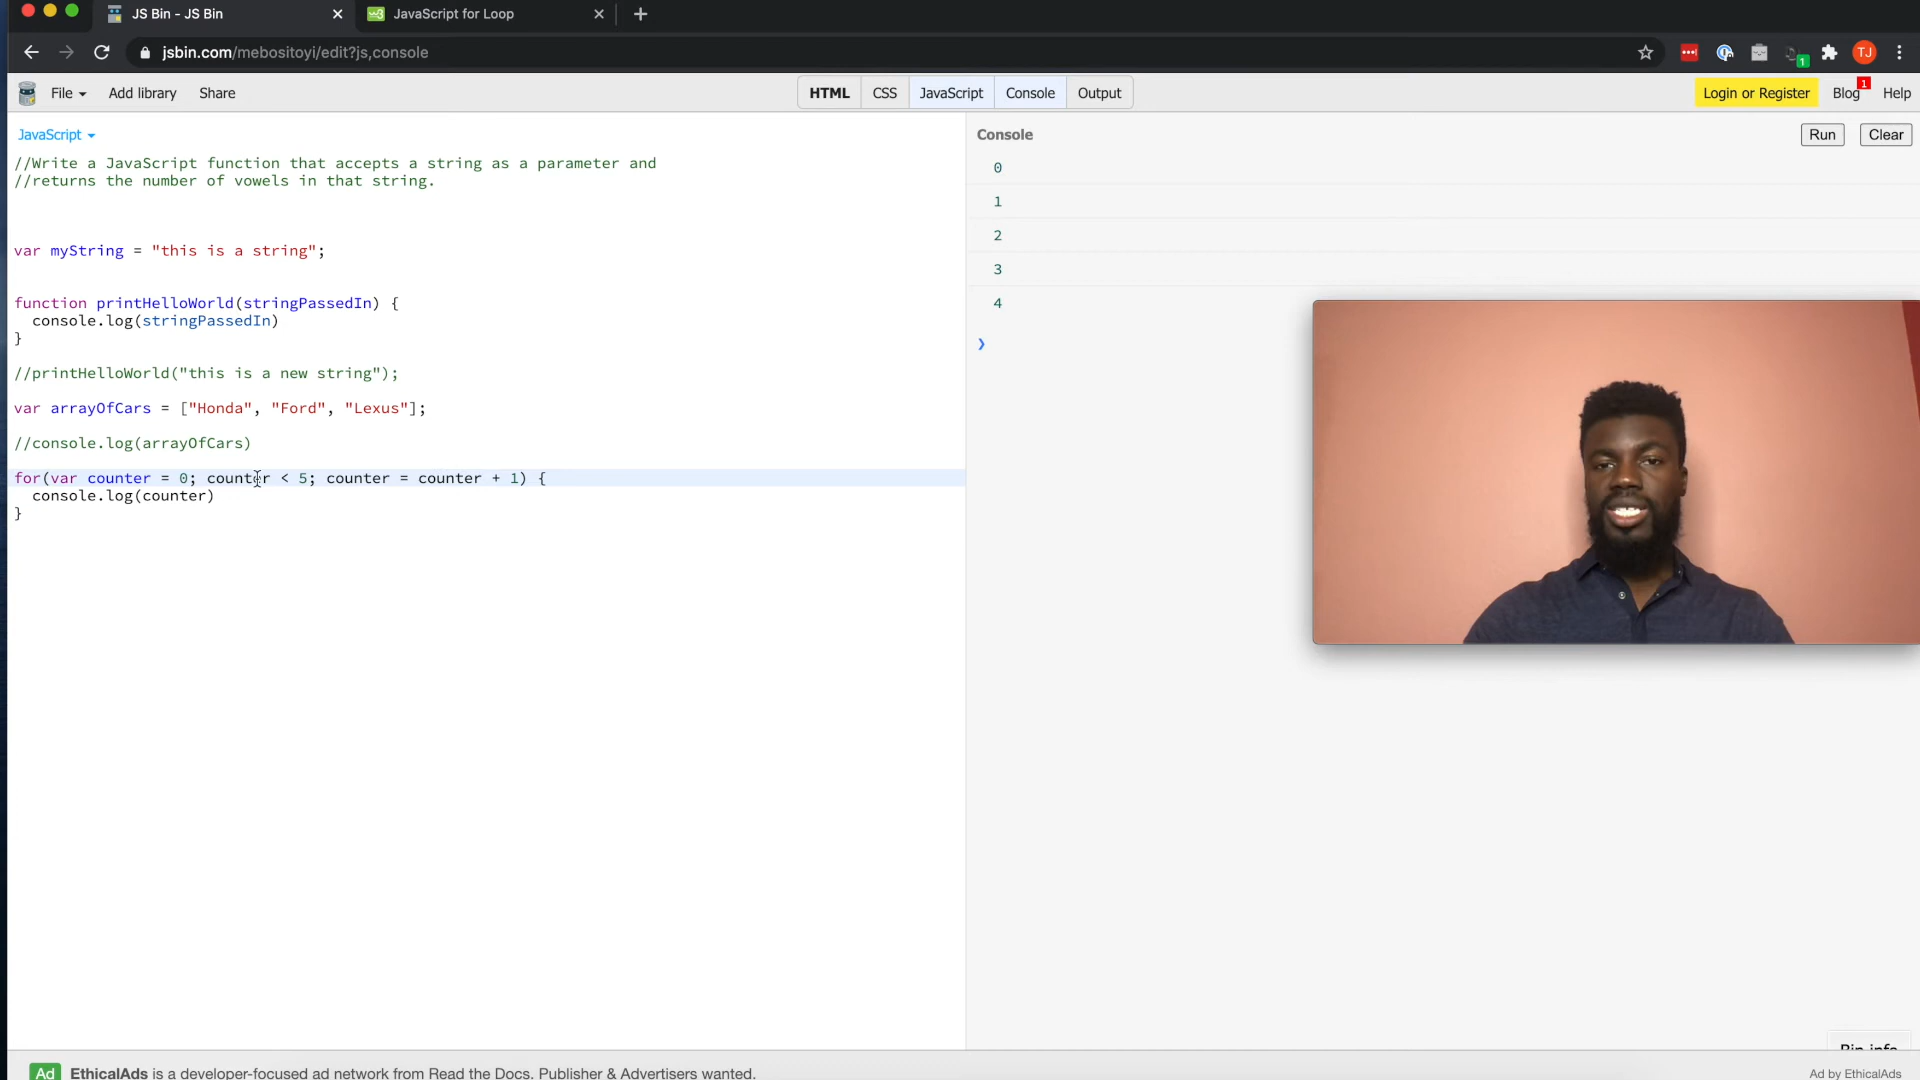 JS Bin - JS Bin
JavaScript for Loop
jsbin.com/mebositoyi/edit?js,console
1
TJ
File
Add library
Share
HTML
CSS
JavaScript
Console
Output
Login or Register
Blog
1
Help
JavaScript
//Write a JavaScript function that accepts a string as a parameter and
//returns the number of vowels in that string.
var myString = "this is a string";
function printHelloWorld(stringPassedIn) {
console.log(stringPassedIn)
}
//printHelloWorld("this is a new string");
var arrayOfCars = ["Honda", "Ford", "Lexus"];
//console.log(arrayOfCars)
for(var counter = 0; counter < 5; counter = counter + 1) {
console.log(counter)
}
Console
Run
Clear
0
1
2
3
4
Bin info
Ad
EthicalAds is a developer-focused ad network from Read the Docs. Publisher & Advertisers wanted.
Ad by EthicalAds